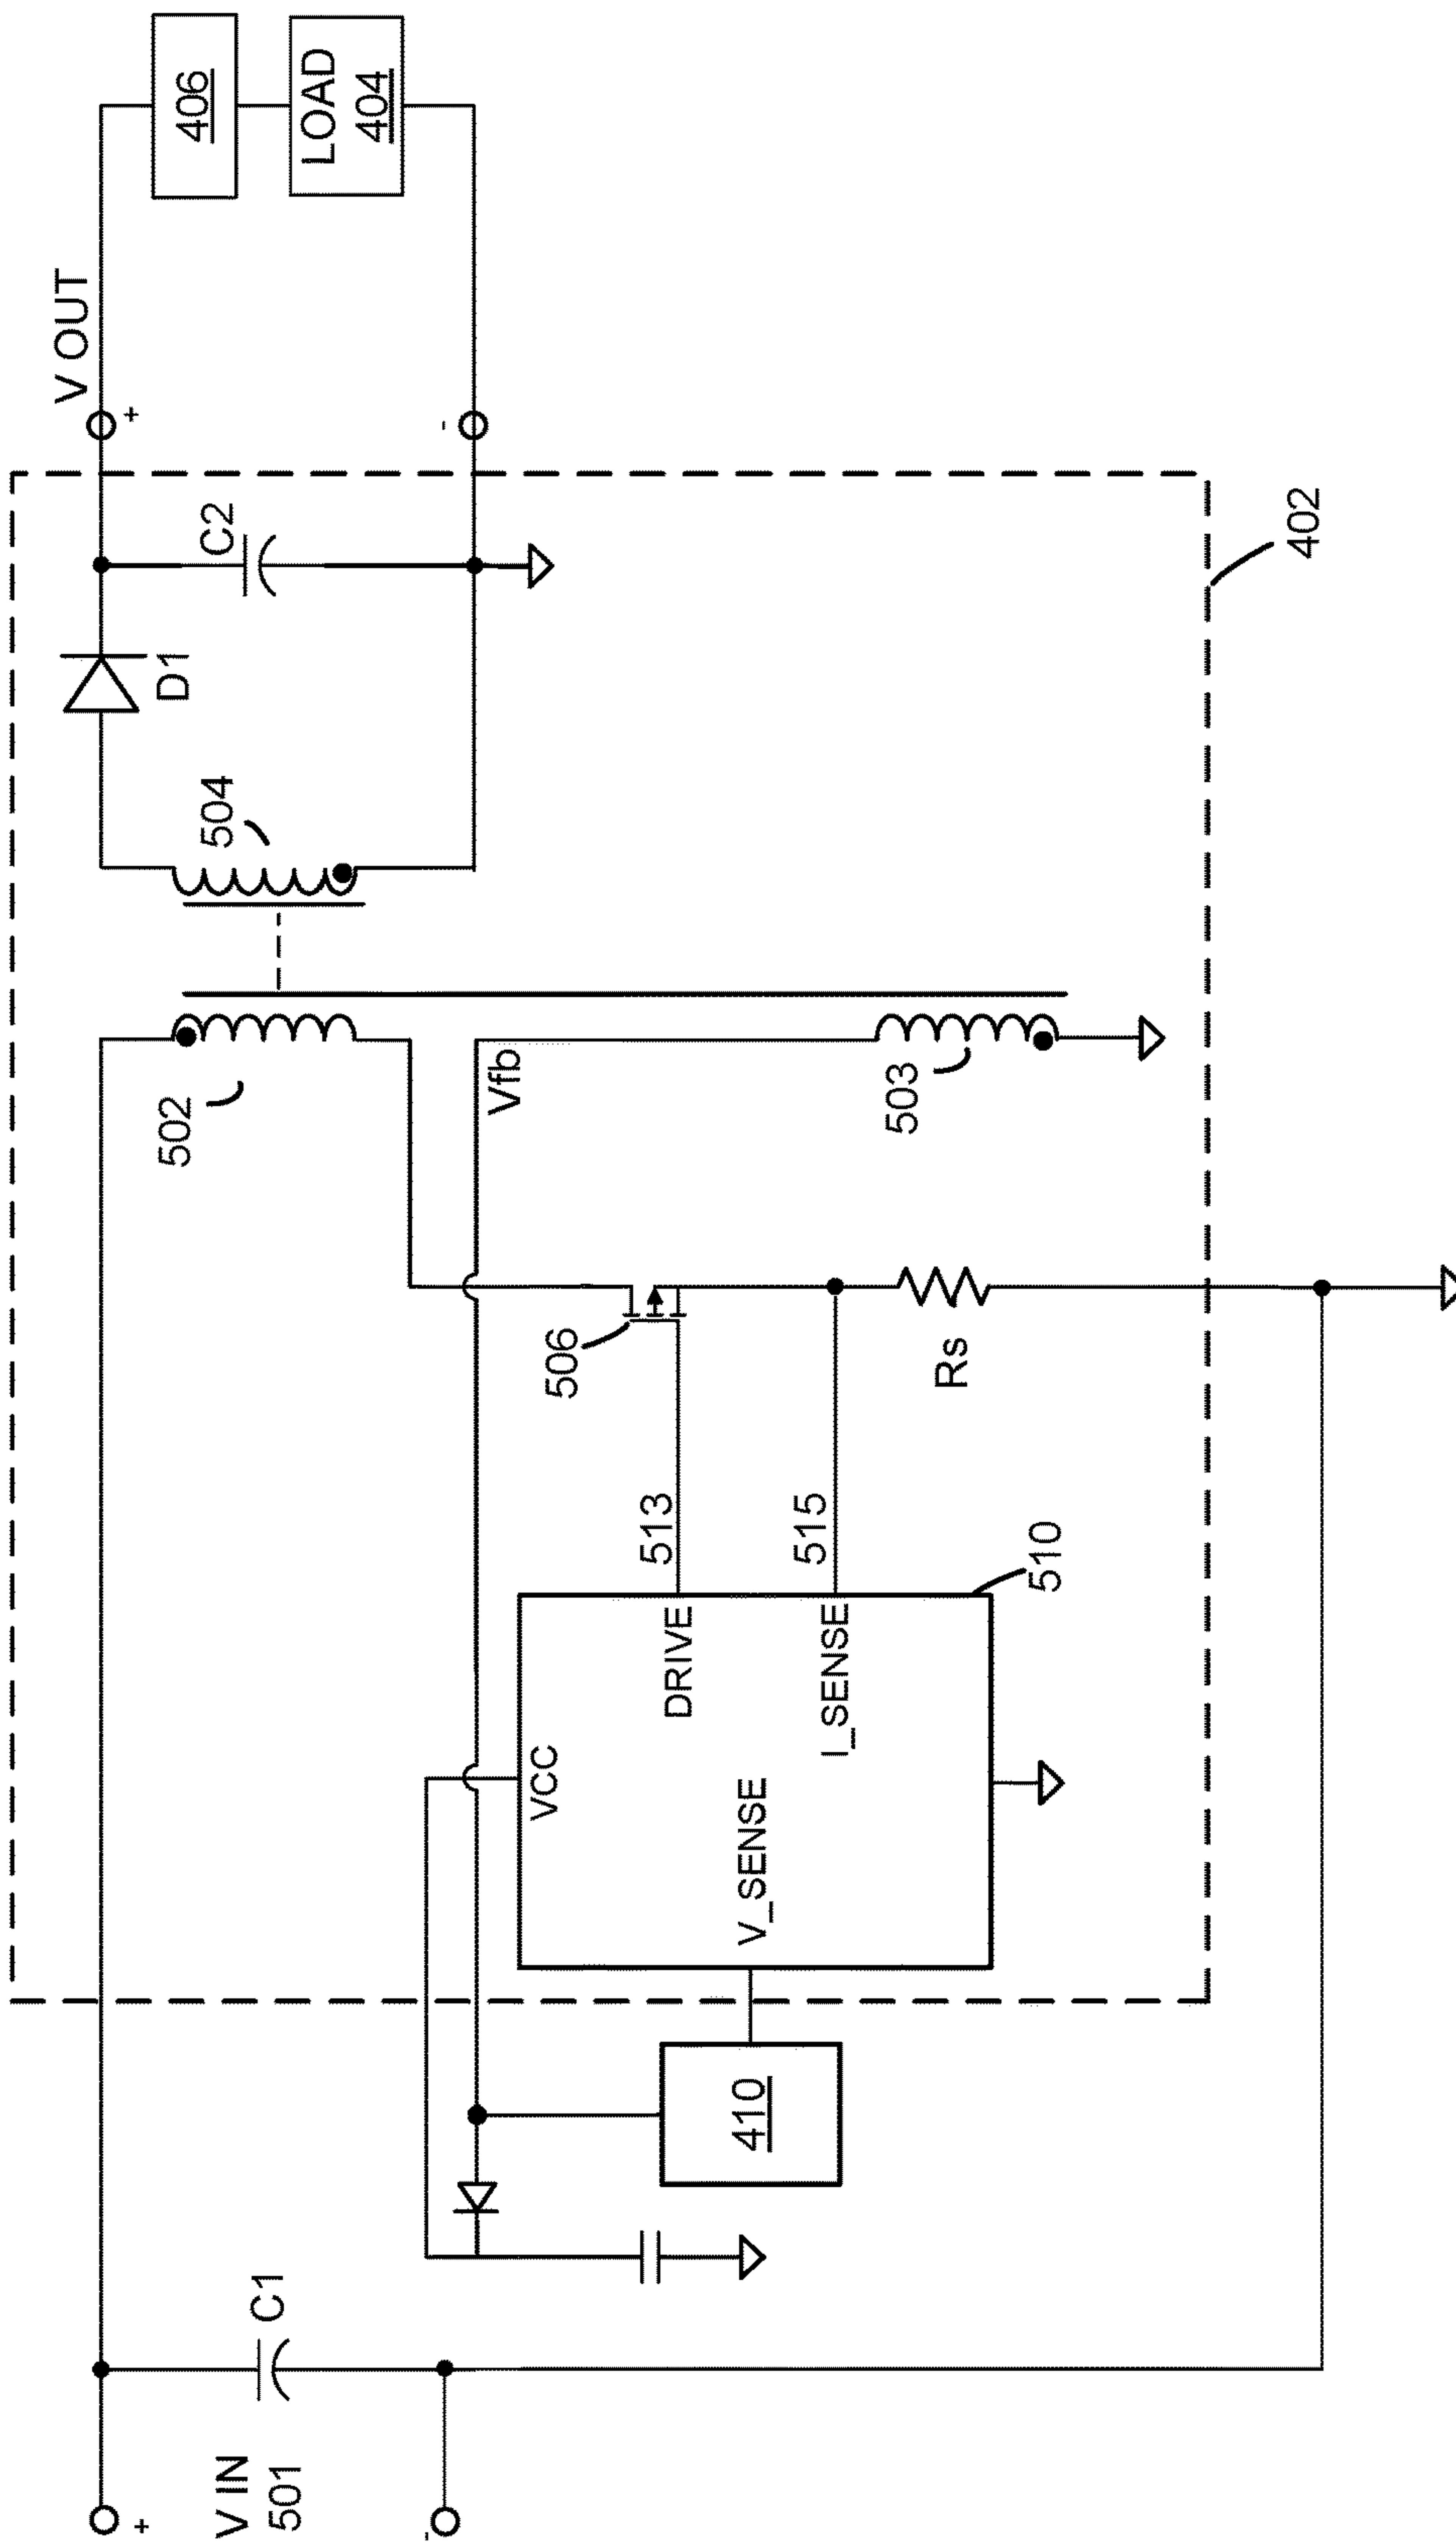 V IN
501
+
-
C1
410
V_SENSE
VCC
DRIVE
I_SENSE
510
513
515
506
Rs
502
Vfb
503
504
D1
C2
402
V OUT
+
-
406
LOAD
404